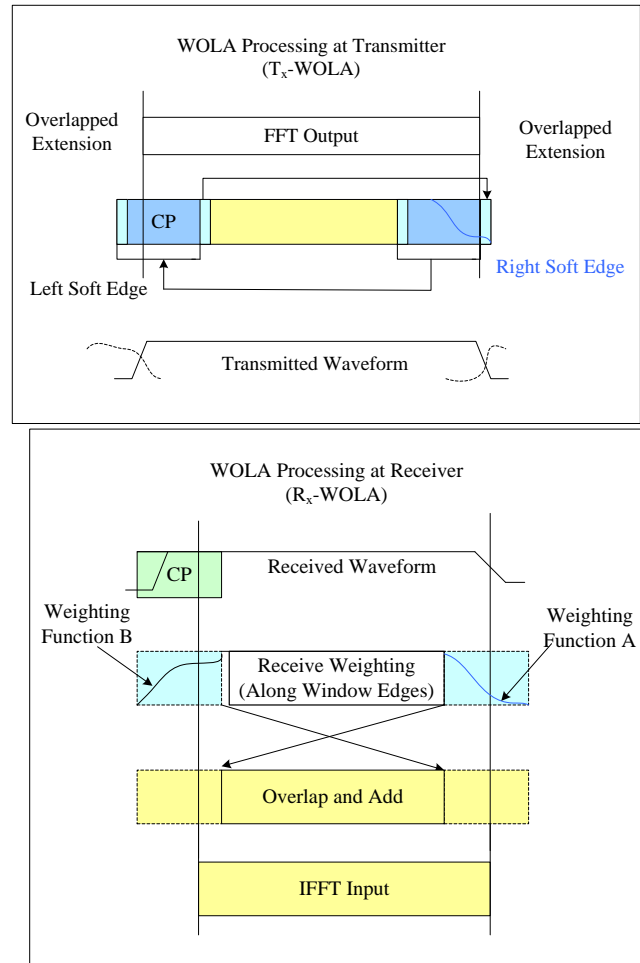 WOLA Processing at Transmitter
(Tx-WOLA)
Overlapped
Extension
FFT Output
Overlapped
Extension
CP
Left Soft Edge
Right Soft Edge
Transmitted Waveform
WOLA Processing at Receiver
(Rx-WOLA)
CP
Received Waveform
Weighting
Function B
Weighting
Function A
Receive Weighting
(Along Window Edges)
Overlap and Add
IFFT Input